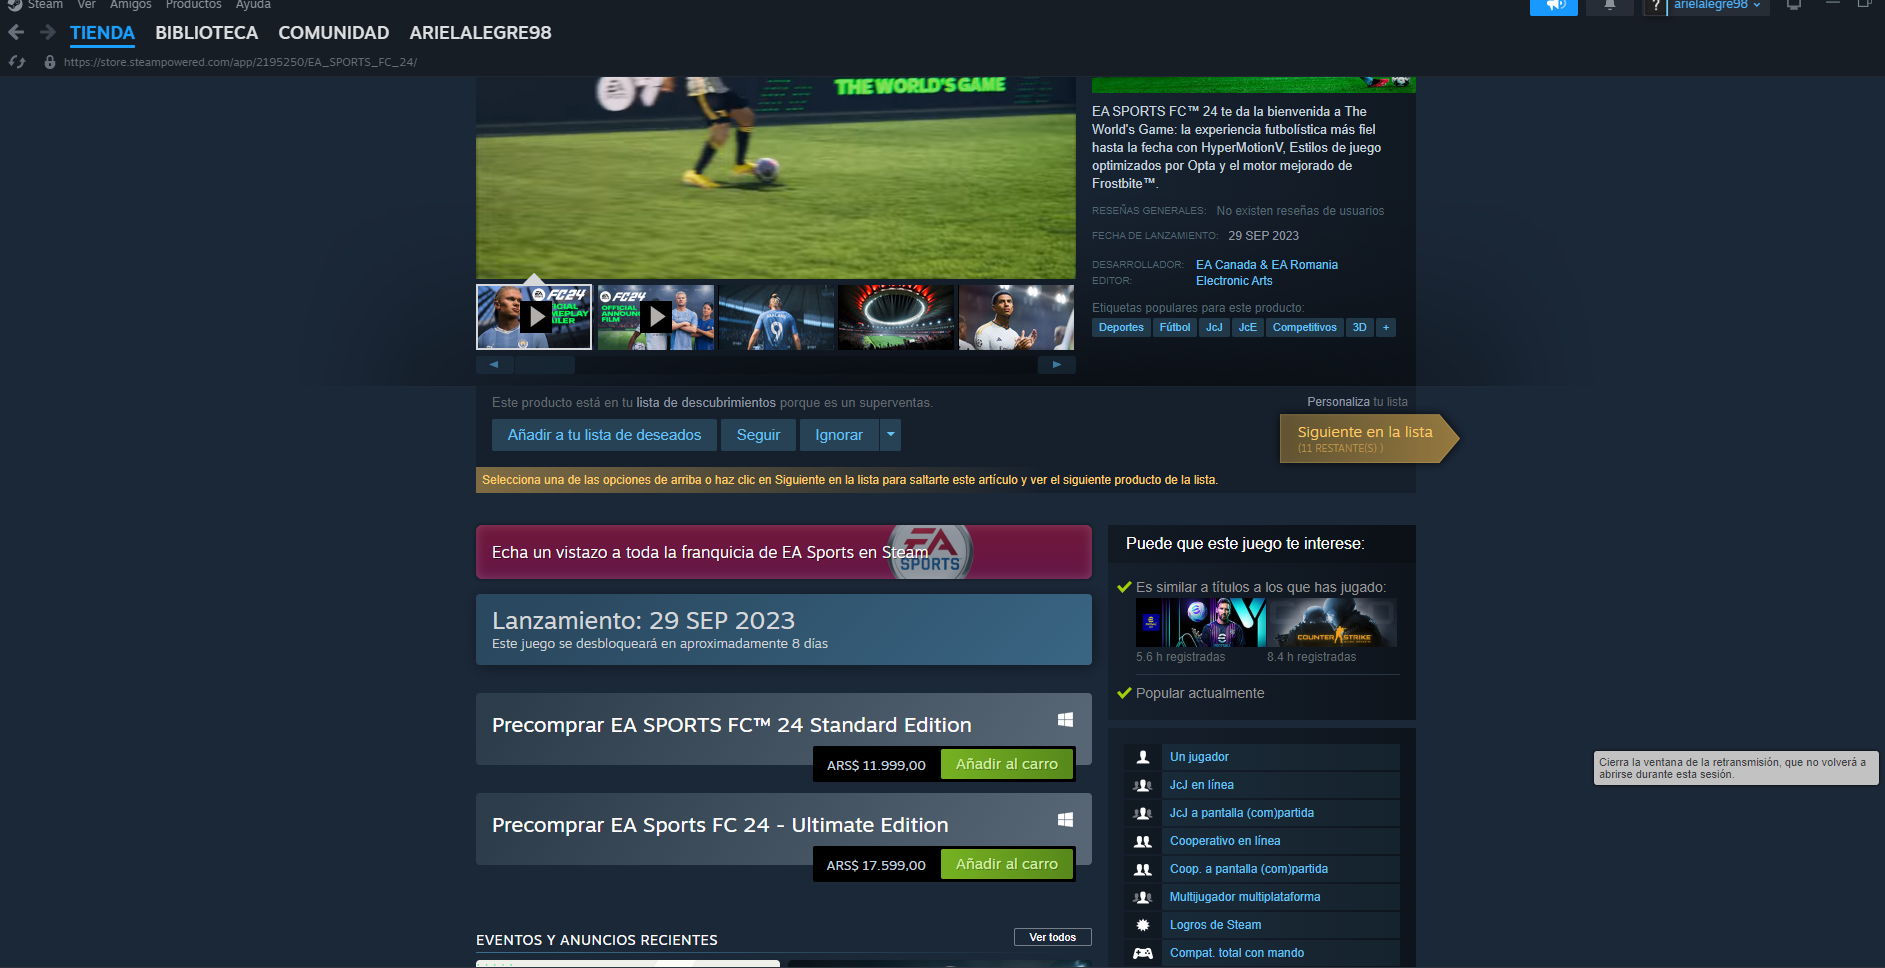 Steam Ver Amigos Productos Ayuda
arielalegre98
TIENDA BIBLIOTECA COMUNIDAD ARIELALEGRE98
https://store.steampowered.com/app/2195250/EA_SPORTS_FC_24/
THE WORLD'S GAME
EA SPORTS FC™ 24 te da la bienvenida a The
World's Game: la experiencia futbolística más fiel
hasta la fecha con HyperMotionV, Estilos de juego
optimizados por Opta y el motor mejorado de
Frostbite™.
RESEÑAS GENERALES: No existen reseñas de usuarios
FECHA DE LANZAMIENTO: 29 SEP 2023
DESARROLLADOR: EA Canada & EA Romania
EDITOR: Electronic Arts
Etiquetas populares para este producto:
Deportes Fútbol JcJ JcE Competitivos 3D +
FC24
FC24
OFFICIAL
ANNOUN
FILM
9
Este producto está en tu lista de descubrimientos porque es un superventas.
Personaliza tu lista
Añadir a tu lista de deseados Seguir Ignorar
Siguiente en la lista
(11 RESTANTE(S) )
Selecciona una de las opciones de arriba o haz clic en Siguiente en la lista para saltarte este artículo y ver el siguiente producto de la lista.
Echa un vistazo a toda la franquicia de EA Sports en Steam
EA
SPORTS
Lanzamiento: 29 SEP 2023
Este juego se desbloqueará en aproximadamente 8 días
Precomprar EA SPORTS FC™ 24 Standard Edition
ARS$ 11.999,00 Añadir al carro
Precomprar EA Sports FC 24 - Ultimate Edition
ARS$ 17.599,00 Añadir al carro
EVENTOS Y ANUNCIOS RECIENTES Ver todos
Puede que este juego te interese:
Es similar a títulos a los que has jugado:
COUNTER STRIKE
5.6 h registradas 8.4 h registradas
Popular actualmente
Un jugador
JcJ en línea
JcJ a pantalla (com)partida
Cooperativo en línea
Coop. a pantalla (com)partida
Multijugador multiplataforma
Logros de Steam
Compat. total con mando
Cierra la ventana de la retransmisión, que no volverá a
abrirse durante esta sesión.